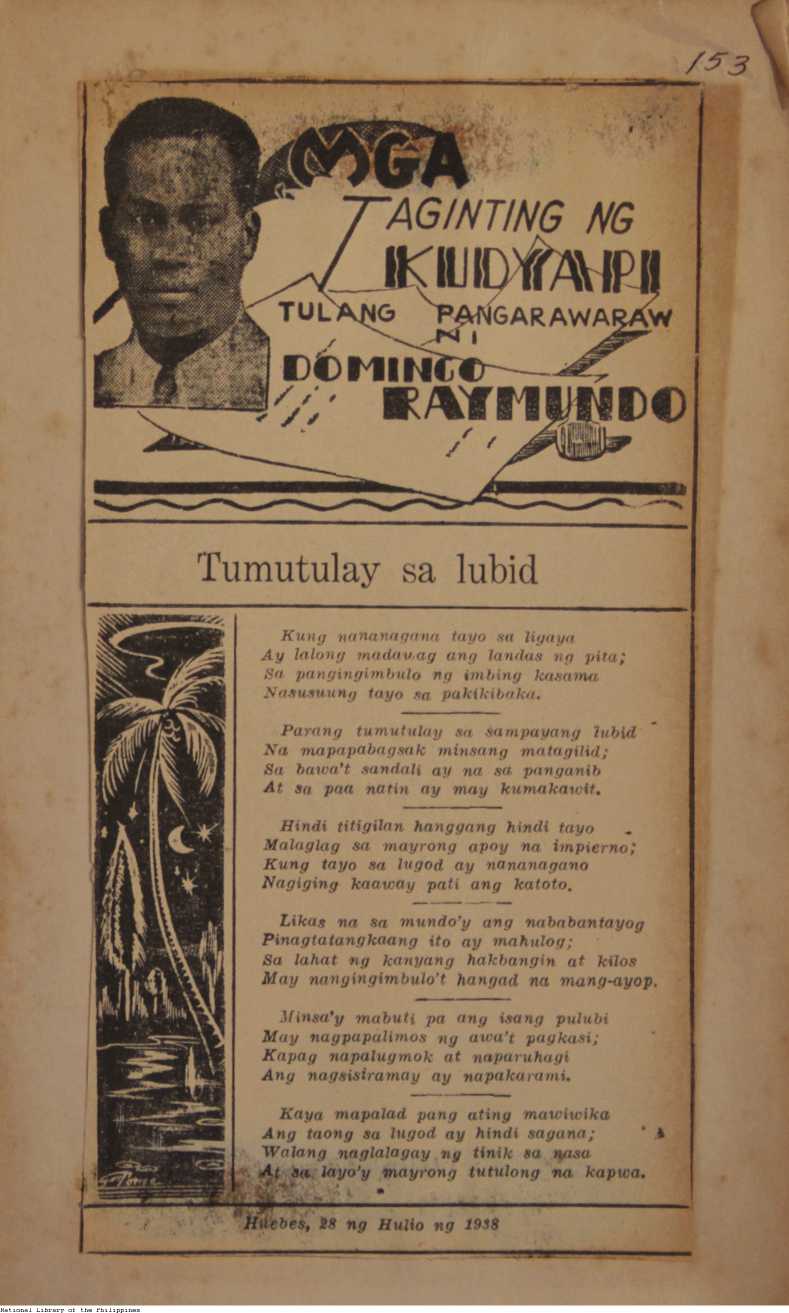 153
MGA
TAGINTING NG
KUDYAPI
TULANG PANGARAWARAW
NI
DOMINGO
RAYMUNDO
Tumutulay sa lubid
Kung nananagana tayo sa ligaya
Ay lalong madawag ang landas ng pita;
Sa pangingimbulo ng imbing kasama
Nasusuung tayo sa pakikibaka.
Parang tumutulay sa sampayang lubid
Na mapapabagsak minsang matagilid;
Sa bawa't sandali ay na sa panganib
At sa paa natin ay may kumakawit.
Hindi titigilan hanggang hindi tayo
Malaglag sa mayrong apoy na impierno;
Kung tayo sa lugod ay nananagano
Nagiging kaaway pati ang katoto.
Likas na sa mundo'y ang nababantayog
Pinagtatangkaang ito ay mahulog;
Sa lahat ng kanyang hakbangin at kilos
May nangingimbulo't hangad na mang-ayop.
Minsa'y mabuti pa ang isang pulubi
May nagpapalimos ng awa't pagkasi;
Kapag napalugmok at naparuhagi
Ang nagsisiramay ay napakarami.
Kaya mapalad pang ating mawiwika
Ang taong sa lugod ay hindi sagana;
Walang naglalagay ng tinik sa nasa
At sa layo'y mayrong tutulong na kapwa.
Huebes, 28 ng Hulio ng 1938
National Library of the Philippines